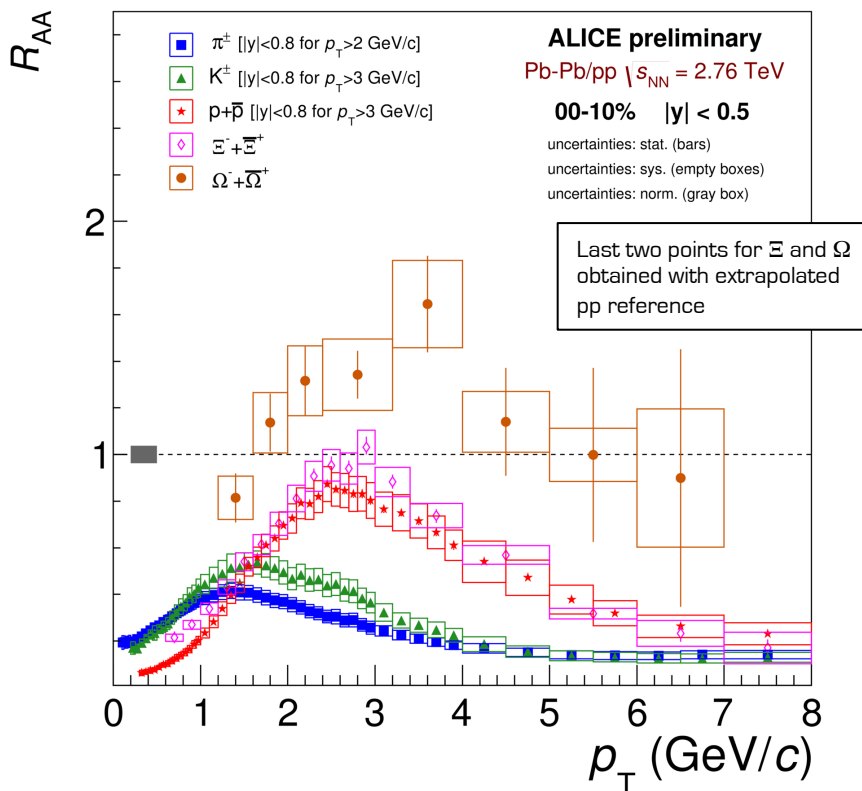 R_AA
π± [|y|<0.8 for p_T>2 GeV/c]
K± [|y|<0.8 for p_T>3 GeV/c]
p+p̅ [|y|<0.8 for p_T>3 GeV/c]
Ξ⁻+Ξ̅⁺
Ω⁻+Ω̅⁺
ALICE preliminary
Pb-Pb/pp √s_NN = 2.76 TeV
00-10% |y| < 0.5
uncertainties: stat. (bars)
uncertainties: sys. (empty boxes)
uncertainties: norm. (gray box)
Last two points for Ξ and Ω
obtained with extrapolated
pp reference
2
1
0 1 2 3 4 5 6 7 8
p_T (GeV/c)